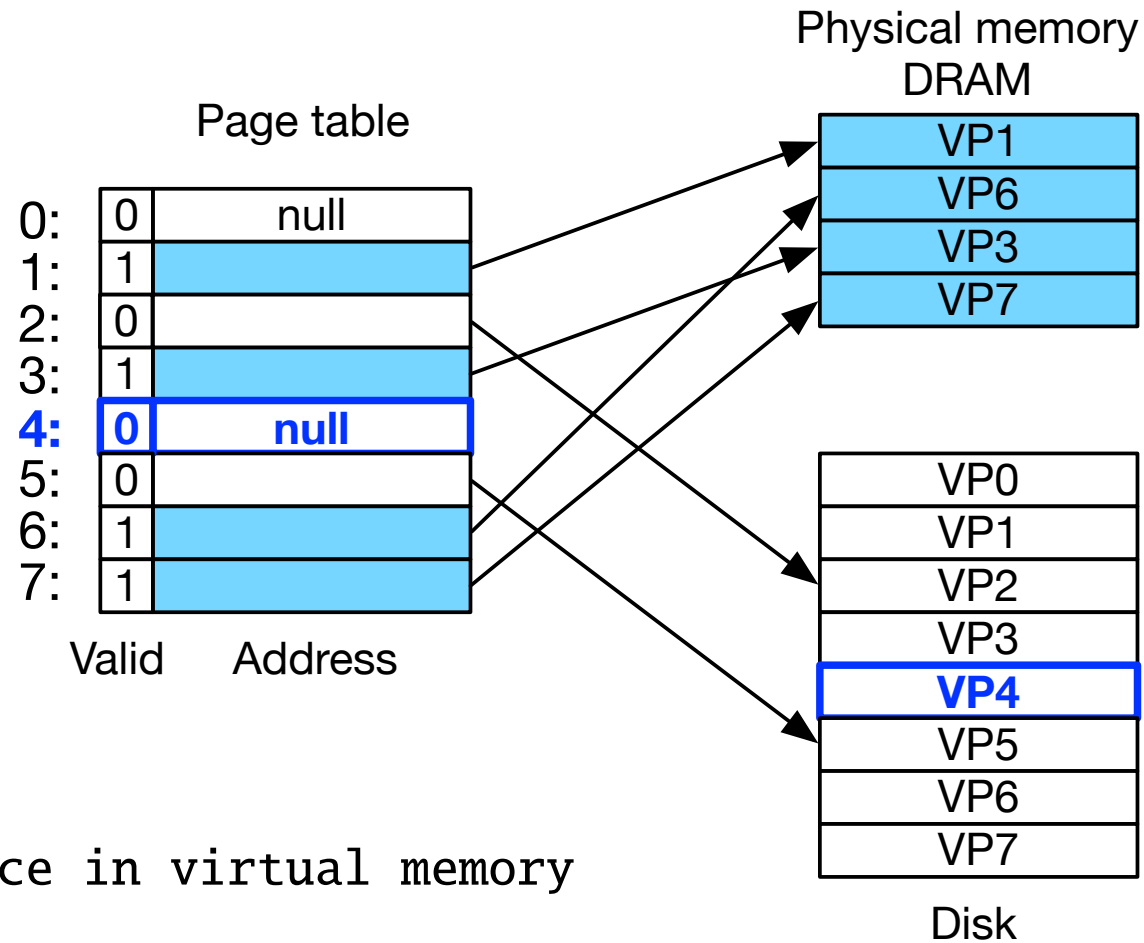 Physical memory
DRAM
Page table
0: 0 null
1: 1
2: 0
3: 1
4: 0 null
5: 0
6: 1
7: 1
Valid Address
VP1
VP6
VP3
VP7
VP0
VP1
VP2
VP3
VP4
VP5
VP6
VP7
Disk
ce in virtual memory